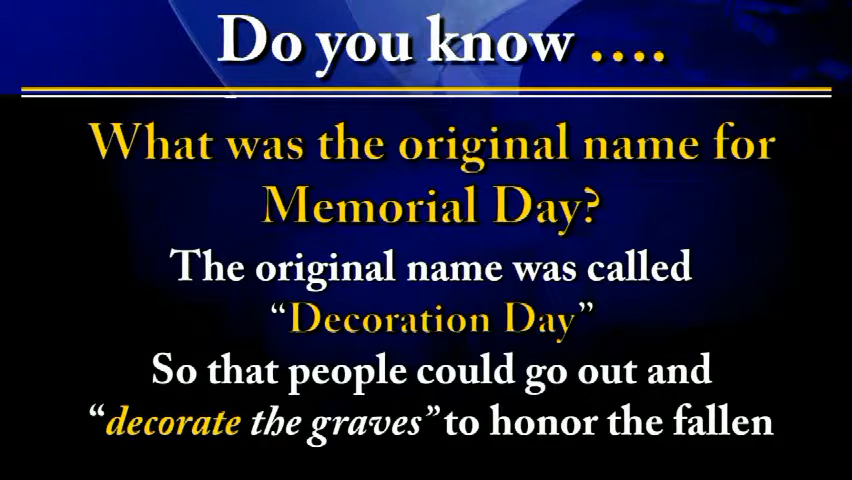 Do you know ....
What was the original name for
Memorial Day?
The original name was called
“Decoration Day”
So that people could go out and
“decorate the graves” to honor the fallen